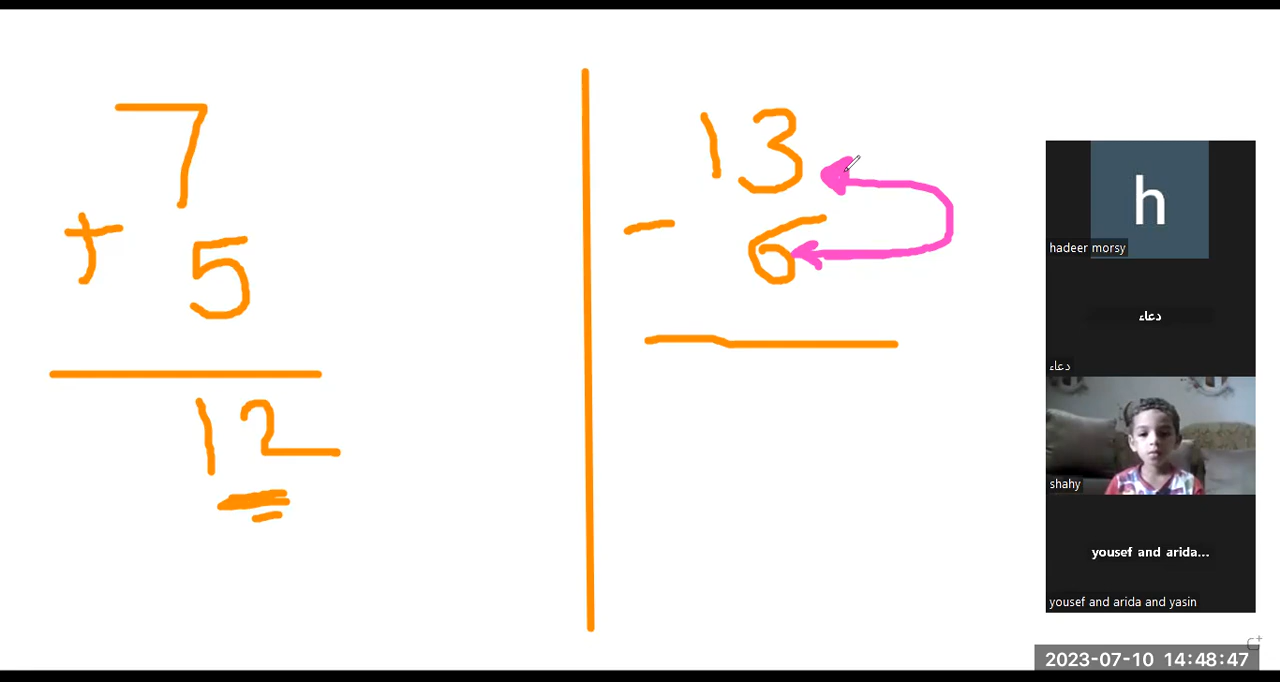 7
+ 5
12
13
- 6
h
hadeer morsy
دعاء
دعاء
shahy
yousef and arida...
yousef and arida and yasin
2023-07-10 14:48:47